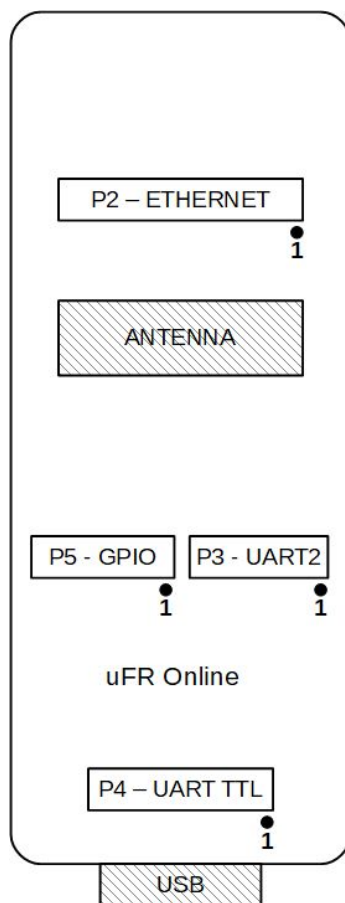 P2 – ETHERNET
1
ANTENNA
P5 - GPIO
P3 - UART2
1
1
uFR Online
P4 – UART TTL
1
USB